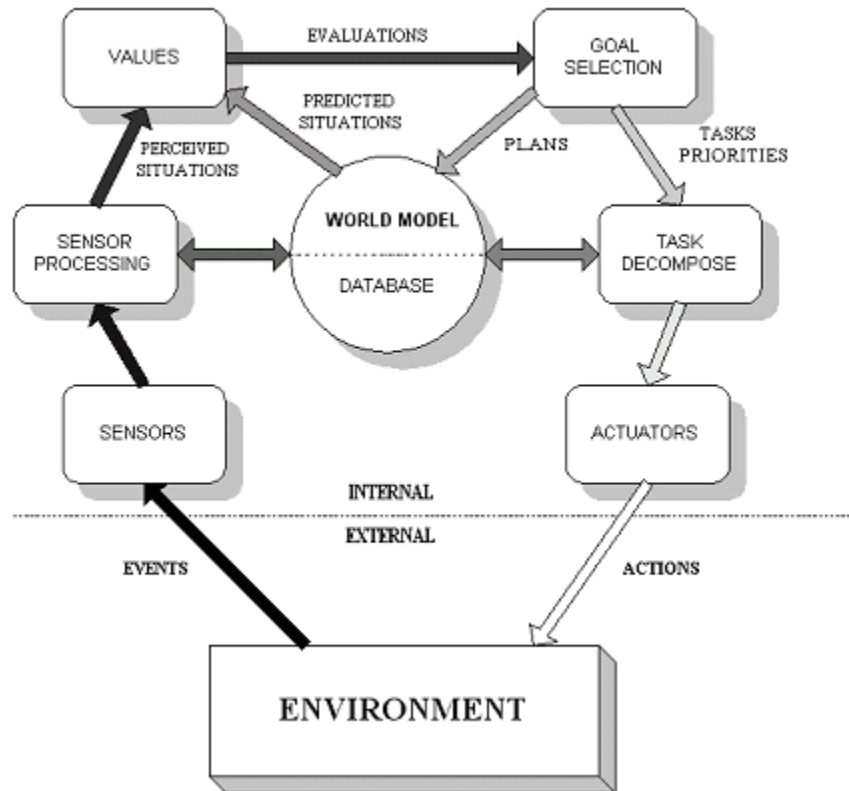 EVALUATIONS
VALUES
GOAL
SELECTION
PREDICTED
SITUATIONS
PERCEIVED
SITUATIONS
PLANS
TASKS
PRIORITIES
SENSOR
PROCESSING
WORLD MODEL
DATABASE
TASK
DECOMPOSE
SENSORS
ACTUATORS
INTERNAL
EXTERNAL
EVENTS
ACTIONS
ENVIRONMENT